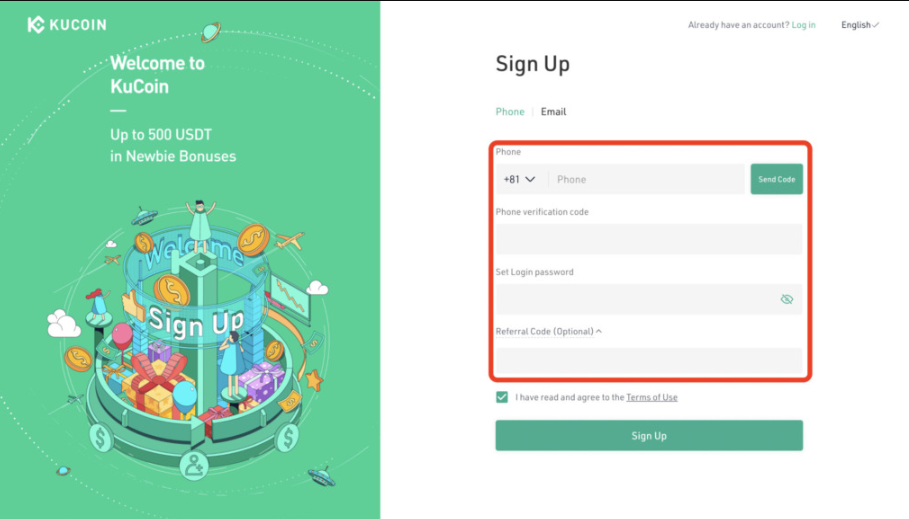 KUCOIN
Welcome to
KuCoin
Up to 500 USDT
in Newbie Bonuses
Welcome
Sign Up
Already have an account? Log in
English
Sign Up
Phone
Email
Phone
+81
Phone
Send Code
Phone verification code
Set Login password
Referral Code (Optional)
I have read and agree to the Terms of Use
Sign Up